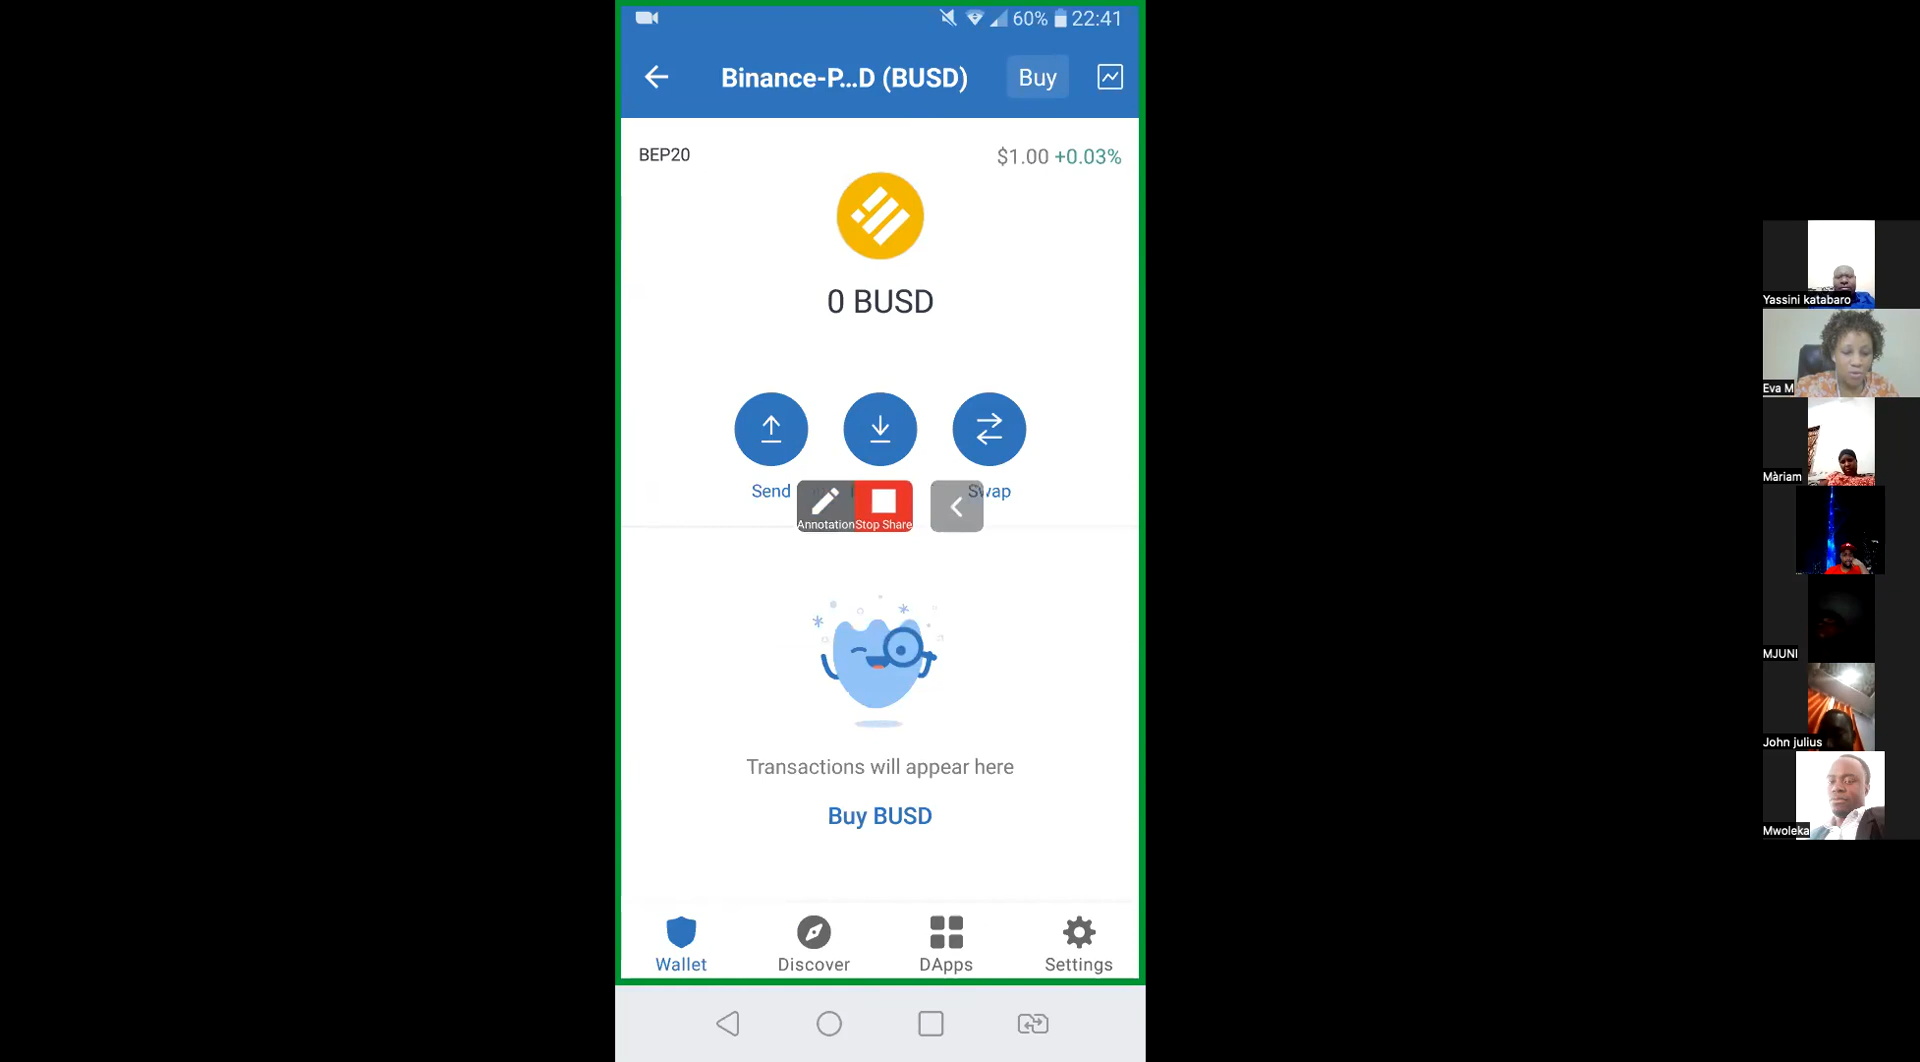 60% 22:41
Binance-P...D (BUSD)
Buy
BEP20
$1.00 +0.03%
0 BUSD
Send
Swap
Annotation
Stop Share
Transactions will appear here
Buy BUSD
Wallet
Discover
DApps
Settings
Yassini katabaro
Eva M
Màriam
MJUNI
John julius
Mwoleka